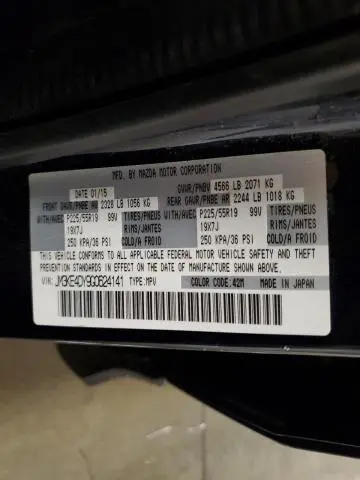 MFD. BY MAZDA MOTOR CORPORATION
DATE 01/15 GVWR/PNBV 4566 LB 2071 KG
FRONT GAWR/PNBE AV 2328 LB 1056 KG REAR GAWR/PNBE AR 2244 LB 1018 KG
WITH/AVEC P225/55R19 99V TIRES/PNEUS WITH/AVEC P225/55R19 99V TIRES/PNEUS
19X7J RIMS/JANTES 19X7J RIMS/JANTES
250 KPA/36 PSI COLD/A FROID 250 KPA/36 PSI COLD/A FROID
THIS VEHICLE CONFORMS TO ALL APPLICABLE FEDERAL MOTOR VEHICLE SAFETY AND THEFT
PREVENTION STANDARDS IN EFFECT ON THE DATE OF MANUFACTURE SHOWN ABOVE.
VIN: JM3KE4DY9G0624141 TYPE:MPV COLOR CODE:42M MADE IN JAPAN